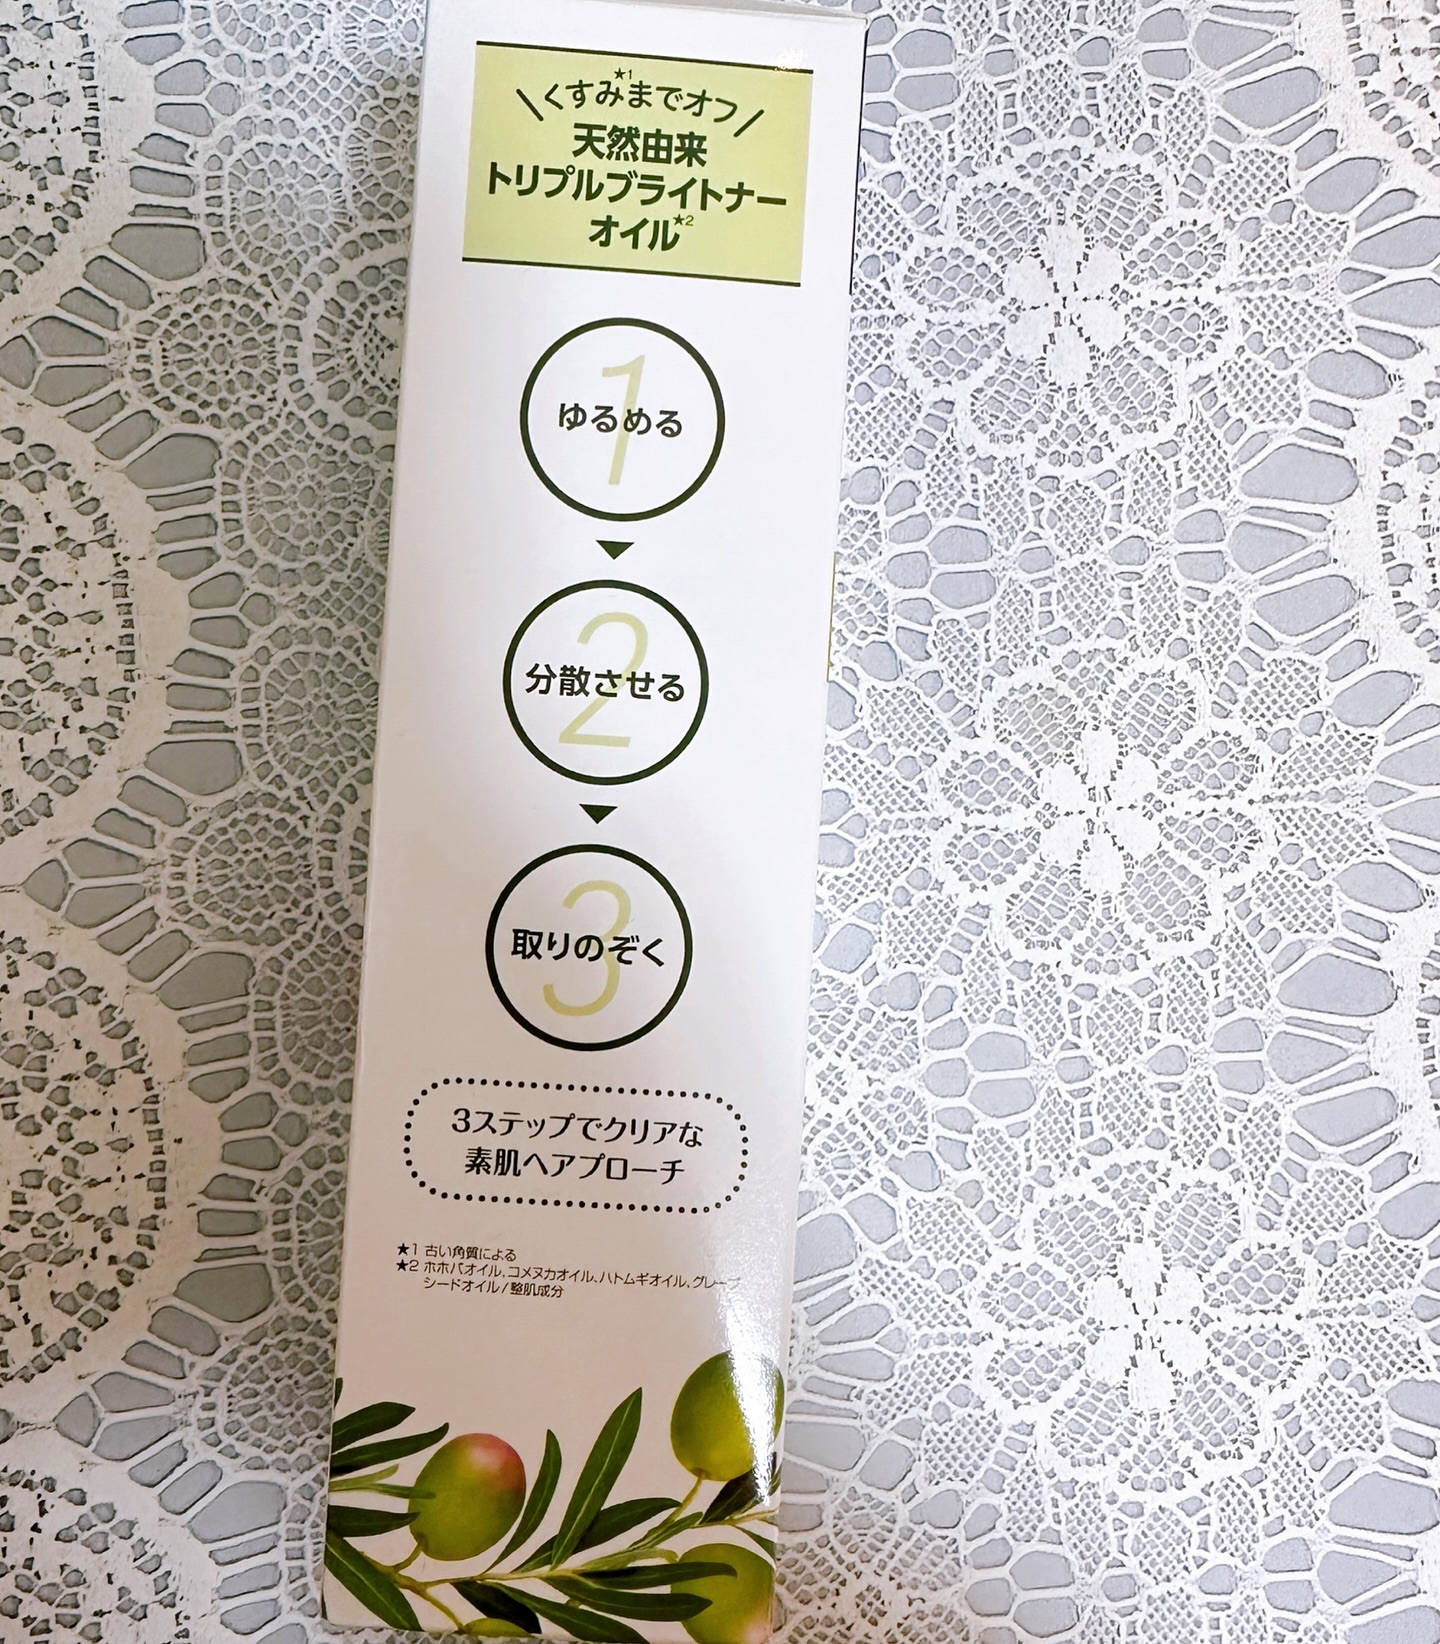 \くすみ★1までオフ/
天然由来
トリプルブライトナー
オイル★2
1
ゆるめる
2
分散させる
3
取りのぞく
3ステップでクリアな
素肌へアプローチ
★1 古い角質による
★2 ホホバオイル、コメヌカオイル、ハトムギオイル、グレープ
シードオイル/整肌成分